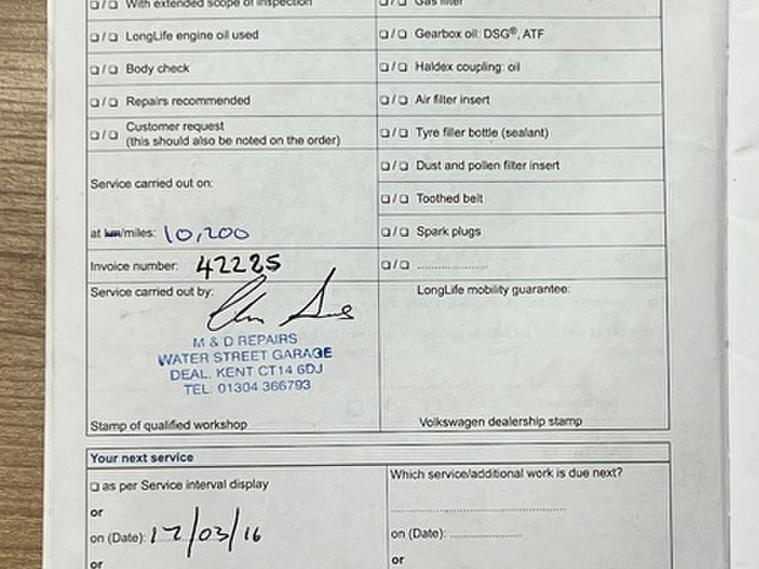 ☐/☐ With extended scope of inspection
☐/☐ LongLife engine oil used
☐/☐ Body check
☐/☐ Repairs recommended
☐/☐ Customer request
(this should also be noted on the order)
Service carried out on:
at km/miles: 10,200
Invoice number: 42285
Service carried out by:
M & D REPAIRS
WATER STREET GARAGE
DEAL, KENT CT14 6DJ
TEL: 01304 366793
Stamp of qualified workshop
☐/☐ Gas filter
☐/☐ Gearbox oil: DSG®, ATF
☐/☐ Haldex coupling: oil
☐/☐ Air filter insert
☐/☐ Tyre filler bottle (sealant)
☐/☐ Dust and pollen filter insert
☐/☐ Toothed belt
☐/☐ Spark plugs
☐/☐ ....................
LongLife mobility guarantee:
Volkswagen dealership stamp
Your next service
☐ as per Service interval display
or
on (Date): 17/03/16
or
Which service/additional work is due next?
on (Date): ....................
or